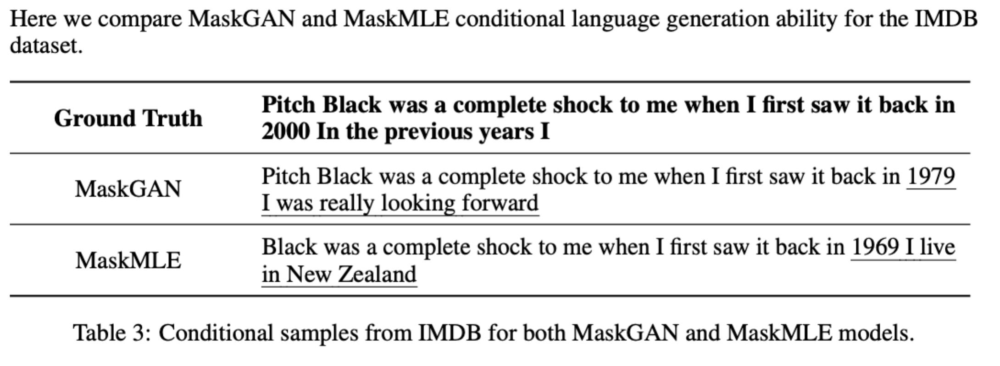 Here we compare MaskGAN and MaskMLE conditional language generation ability for the IMDB
dataset.
Ground Truth
Pitch Black was a complete shock to me when I first saw it back in
2000 In the previous years I
MaskGAN
Pitch Black was a complete shock to me when I first saw it back in 1979
I was really looking forward
MaskMLE
Black was a complete shock to me when I first saw it back in 1969 I live
in New Zealand
Table 3: Conditional samples from IMDB for both MaskGAN and MaskMLE models.